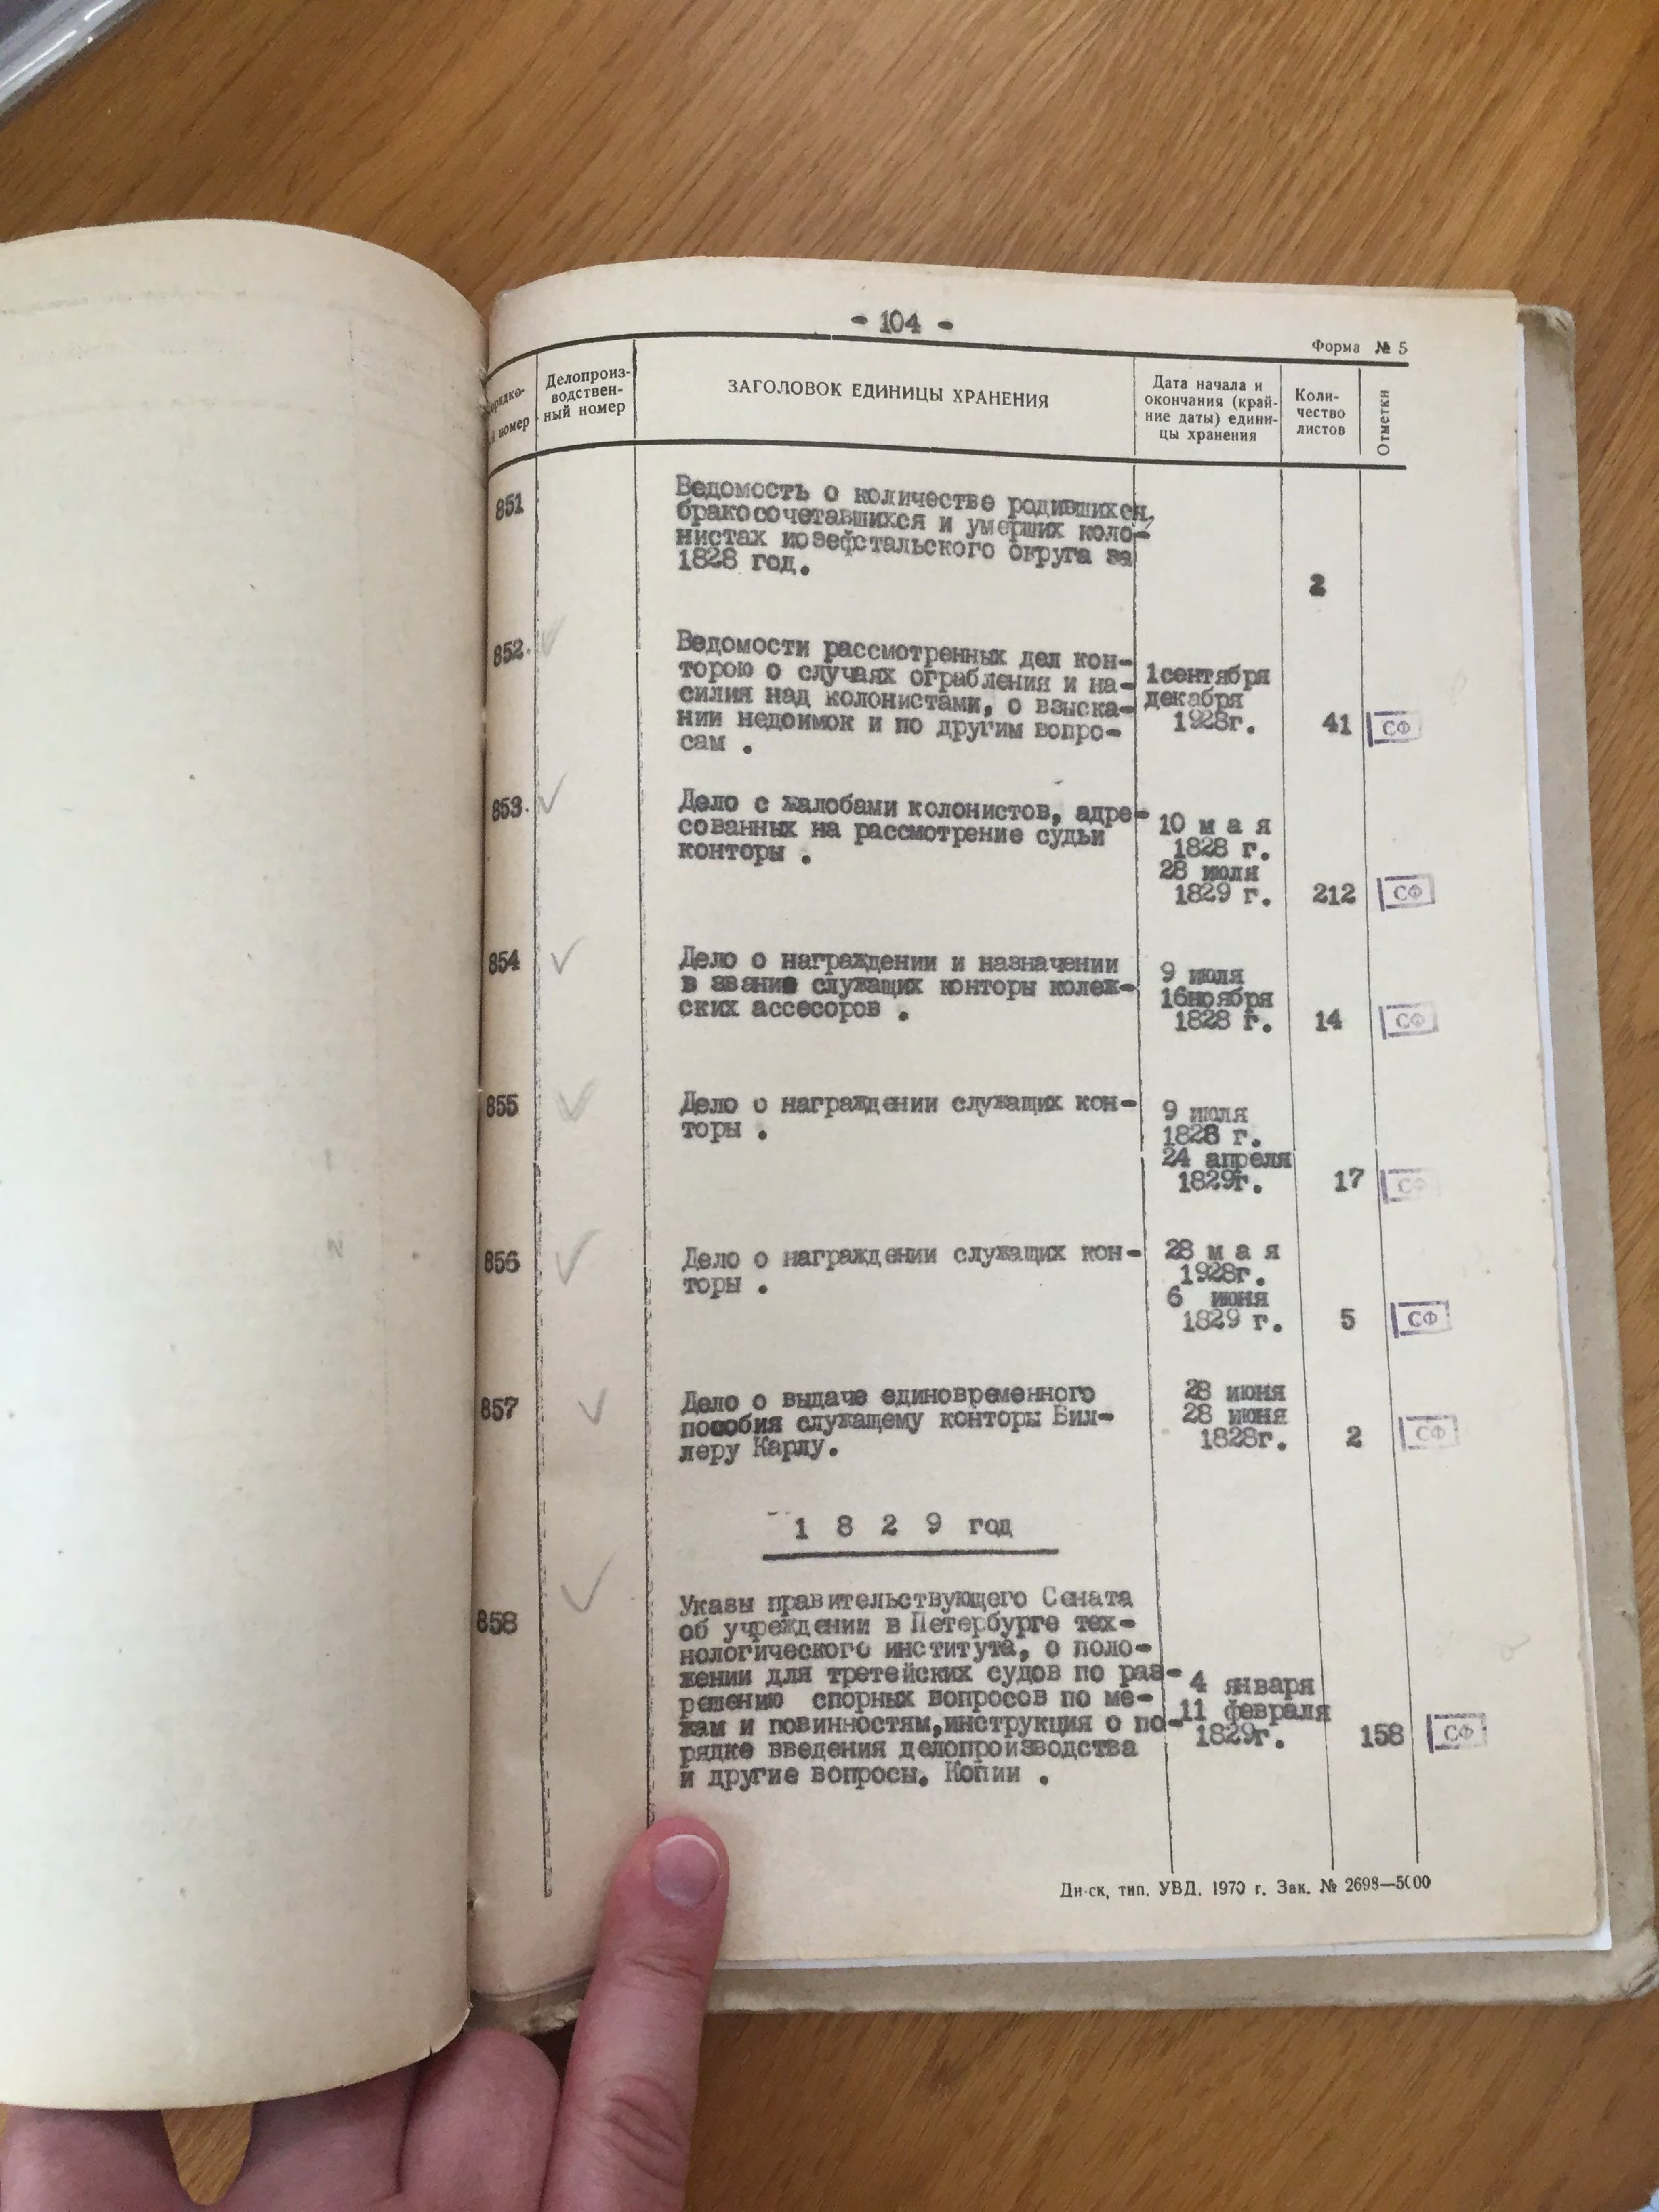 - 104 -
Форма № 5
номер
Делопроиз-
водствен-
ный номер
ЗАГОЛОВОК ЕДИНИЦЫ ХРАНЕНИЯ
Дата начала и
окончания (край-
ние даты) едини-
цы хранения
Коли-
чество
листов
Отметки
851
Ведомость о количестве родившихся,
бракосочетавшихся и умерших коло-
нистах иозефстальского округа за
1828 год.
2
852.
Ведомости рассмотренных дел кон-
торою о случаях ограбления и на-
силия над колонистами, о взыска-
нии недоимок и по другим вопро-
сам .
1сентября
декабря
1928г.
41
СФ
853.
Дело с жалобами колонистов, адре-
сованных на рассмотрение судьи
конторы .
10 м а я
1828 г.
28 июля
1829 г.
212
СФ
854
Дело о награждении и назначении
в звание служащих конторы колеж-
ских ассесоров .
9 июля
16ноября
1828 г.
14
СФ
855
Дело о награждении служащих кон-
торы .
9 июля
1828 г.
24 апреля
1829г.
17
СФ
856
Дело о награждении служащих кон-
торы .
28 м а я
1928г.
6 июня
1829 г.
5
СФ
857
Дело о выдаче единовременного
пособия служащему конторы Бил-
леру Карлу.
28 июня
28 июня
1828г.
2
СФ
1 8 2 9 год
858
Указы правительствующего Сената
об учреждении в Петербурге тех-
нологического института, о поло-
жении для третейских судов по раз-
решению спорных вопросов по ме-
жам и повинностям,инструкция о по-
рядке введения делопроизводства
и другие вопросы. Копии .
4 января
11 февраля
1829г.
158
СФ
Дн-ск, тип. УВД. 1970 г. Зак. № 2698—5000